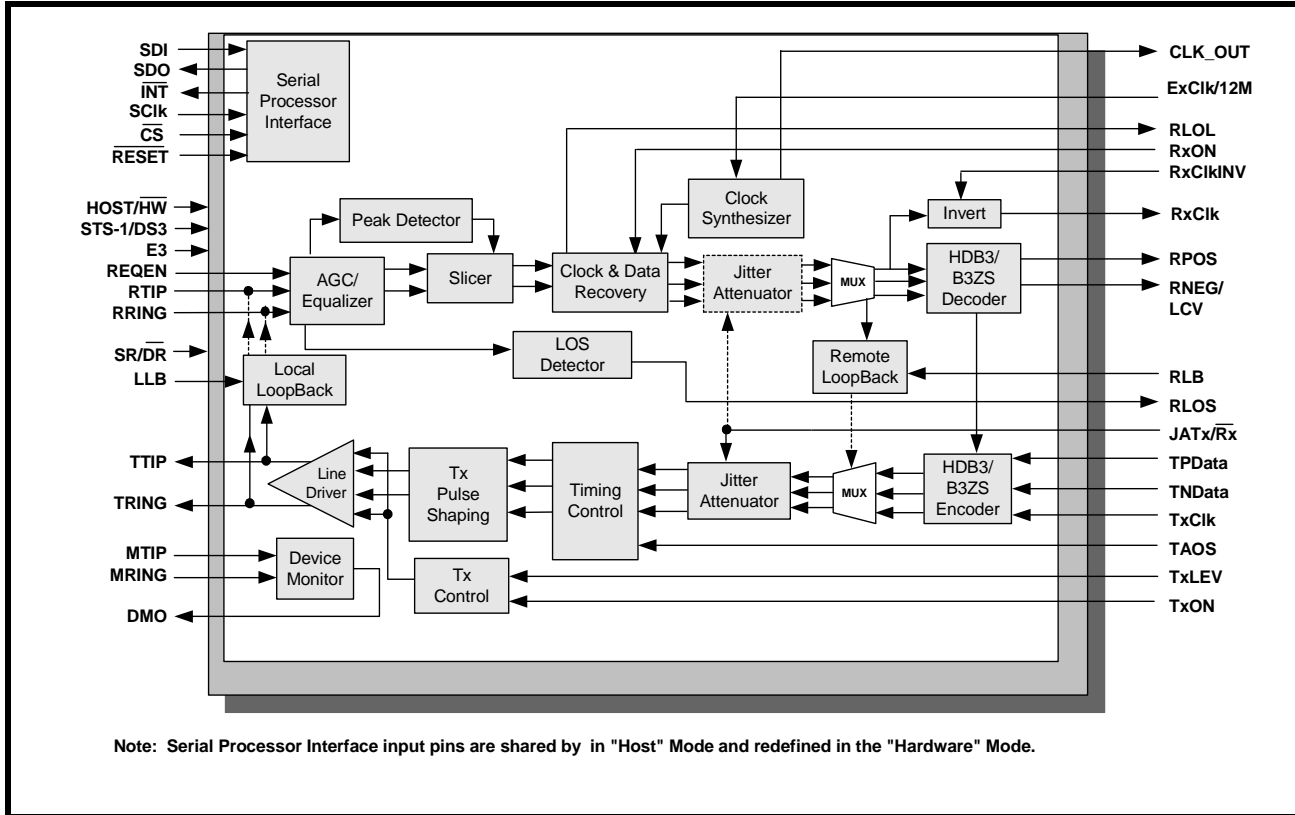 SDI
SDO
INT
SClk
CS
RESET
Serial
Processor
Interface
CLK_OUT
ExClk/12M
RLOL
RxON
RxClkINV
RxClk
RPOS
RNEG/
LCV
HOST/HW
STS-1/DS3
E3
REQEN
RTIP
RRING
SR/DR
LLB
Peak Detector
AGC/
Equalizer
Slicer
Clock & Data
Recovery
Clock
Synthesizer
Jitter
Attenuator
MUX
Invert
HDB3/
B3ZS
Decoder
LOS
Detector
Remote
LoopBack
Local
LoopBack
RLB
RLOS
JATx/Rx
TPData
TNData
TxClk
TAOS
TxLEV
TxON
TTIP
TRING
MTIP
MRING
DMO
Line
Driver
Tx
Pulse
Shaping
Timing
Control
Jitter
Attenuator
MUX
HDB3/
B3ZS
Encoder
Device
Monitor
Tx
Control
Note: Serial Processor Interface input pins are shared by in "Host" Mode and redefined in the "Hardware" Mode.